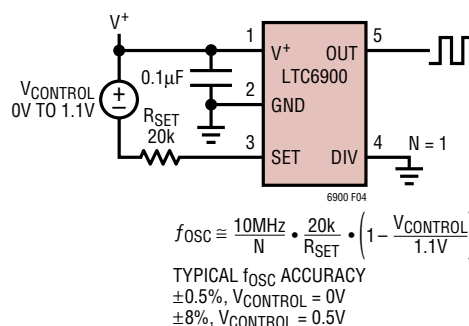 V+
1
V+
OUT
5
LTC6900
0.1µF
VCONTROL
0V TO 1.1V
2
GND
RSET
20k
3
SET
DIV
4
N = 1
6900 F04
fOSC ≅ 10MHz/N • 20k/RSET • (1 – VCONTROL/1.1V)
TYPICAL fOSC ACCURACY
±0.5%, VCONTROL = 0V
±8%, VCONTROL = 0.5V